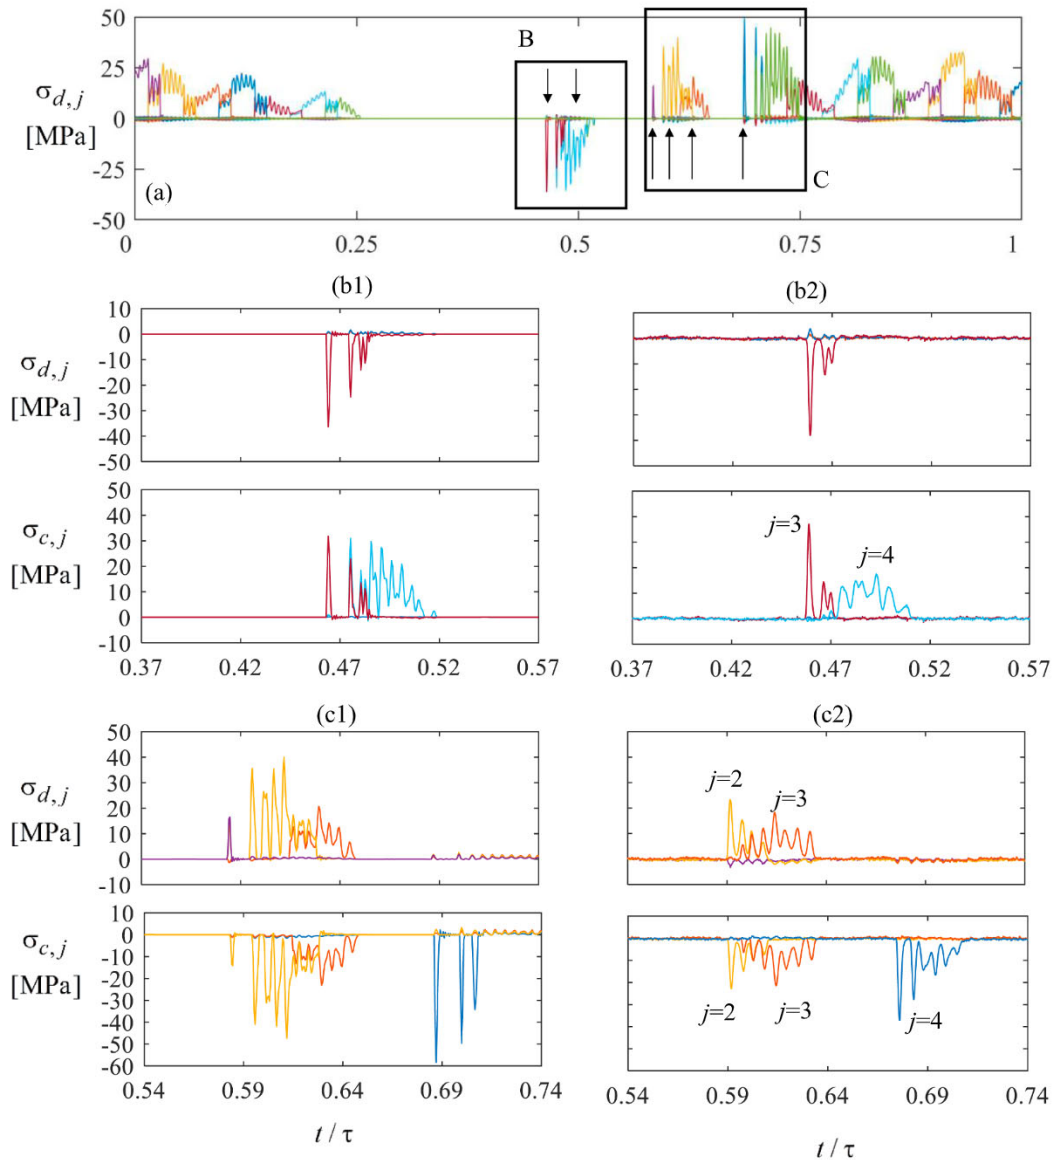 50
25
0
-25
-50
σd,j
[MPa]
(a)
B
C
0
0.25
0.5
0.75
1
(b1)
(b2)
10
0
-10
-20
-30
-40
-50
σd,j
[MPa]
50
40
30
20
10
0
-10
σc,j
[MPa]
j=3
j=4
0.37
0.42
0.47
0.52
0.57
0.37
0.42
0.47
0.52
0.57
(c1)
(c2)
50
40
30
20
10
0
-10
σd,j
[MPa]
j=2
j=3
10
0
-10
-20
-30
-40
-50
-60
σc,j
[MPa]
j=2
j=3
j=4
0.54
0.59
0.64
0.69
0.74
0.54
0.59
0.64
0.69
0.74
t / τ
t / τ